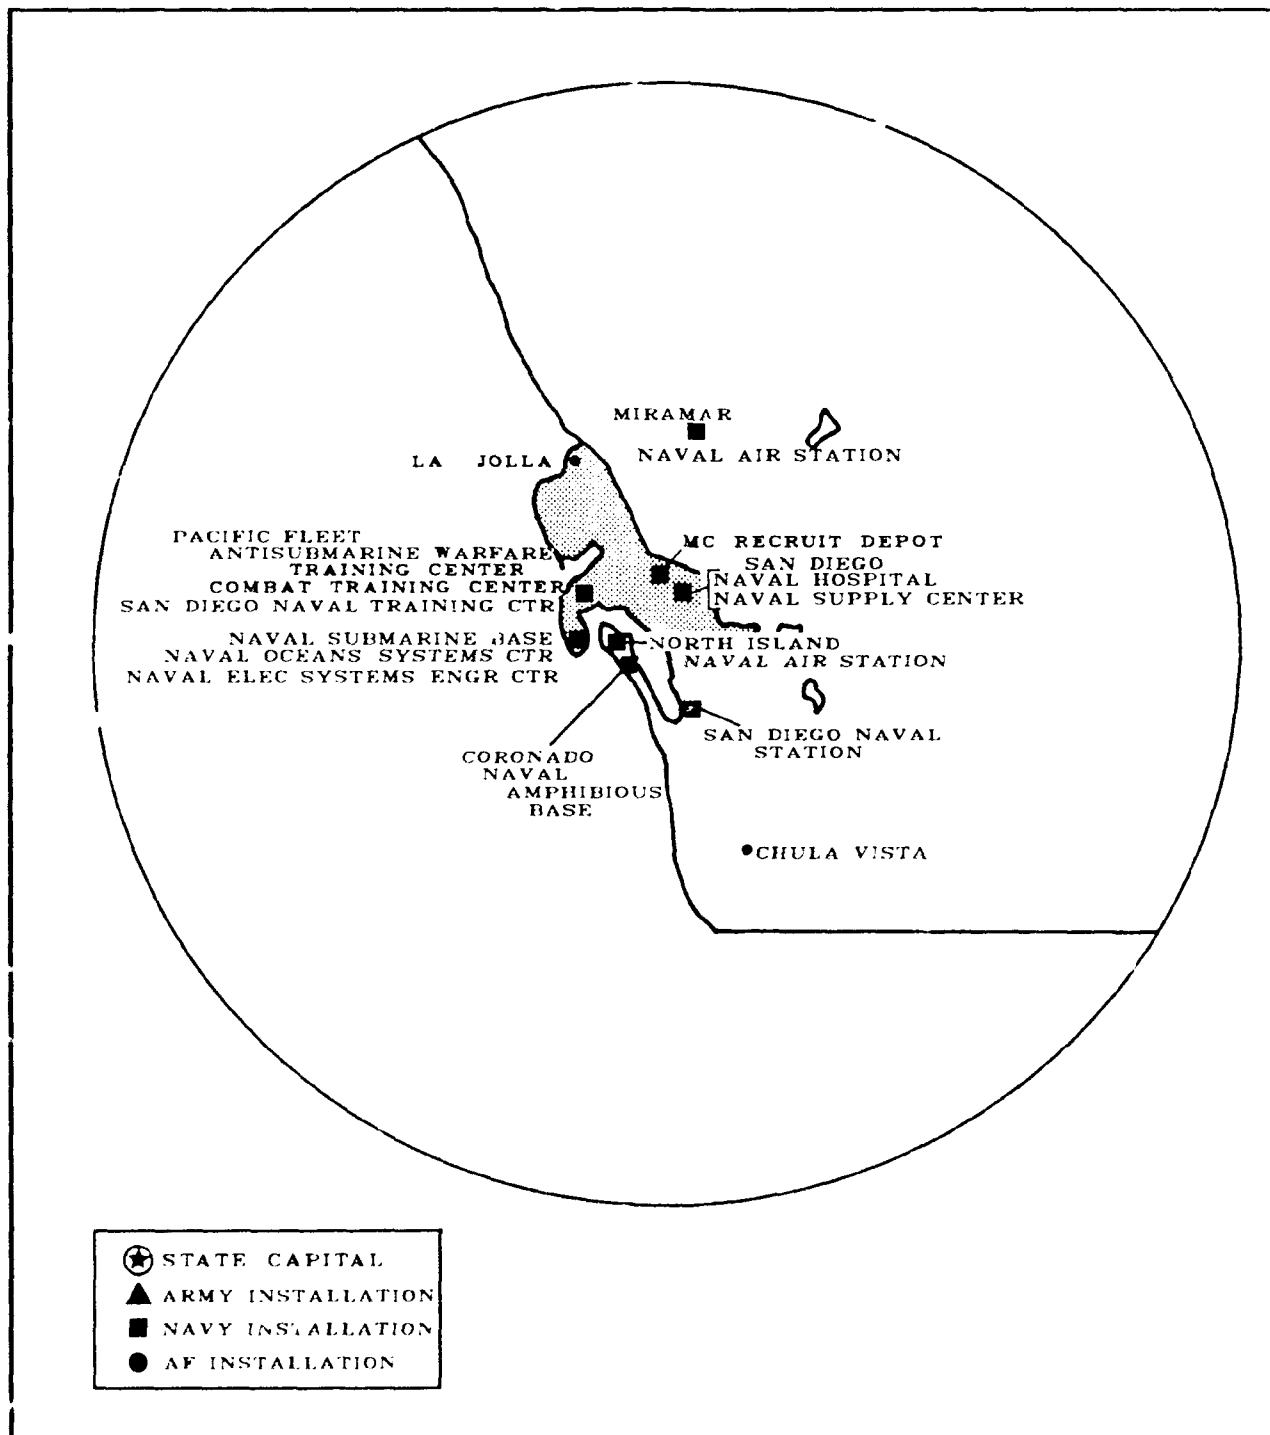 MIRAMAR
NAVAL AIR STATION
LA JOLLA
PACIFIC FLEET
ANTISUBMARINE WARFARE
TRAINING CENTER
COMBAT TRAINING CENTER
SAN DIEGO NAVAL TRAINING CTR
MC RECRUIT DEPOT
SAN DIEGO
NAVAL HOSPITAL
NAVAL SUPPLY CENTER
NAVAL SUBMARINE BASE
NAVAL OCEANS SYSTEMS CTR
NAVAL ELEC SYSTEMS ENGR CTR
NORTH ISLAND
NAVAL AIR STATION
SAN DIEGO NAVAL
STATION
CORONADO
NAVAL
AMPHIBIOUS
BASE
CHULA VISTA
STATE CAPITAL
ARMY INSTALLATION
NAVY INSTALLATION
AF INSTALLATION